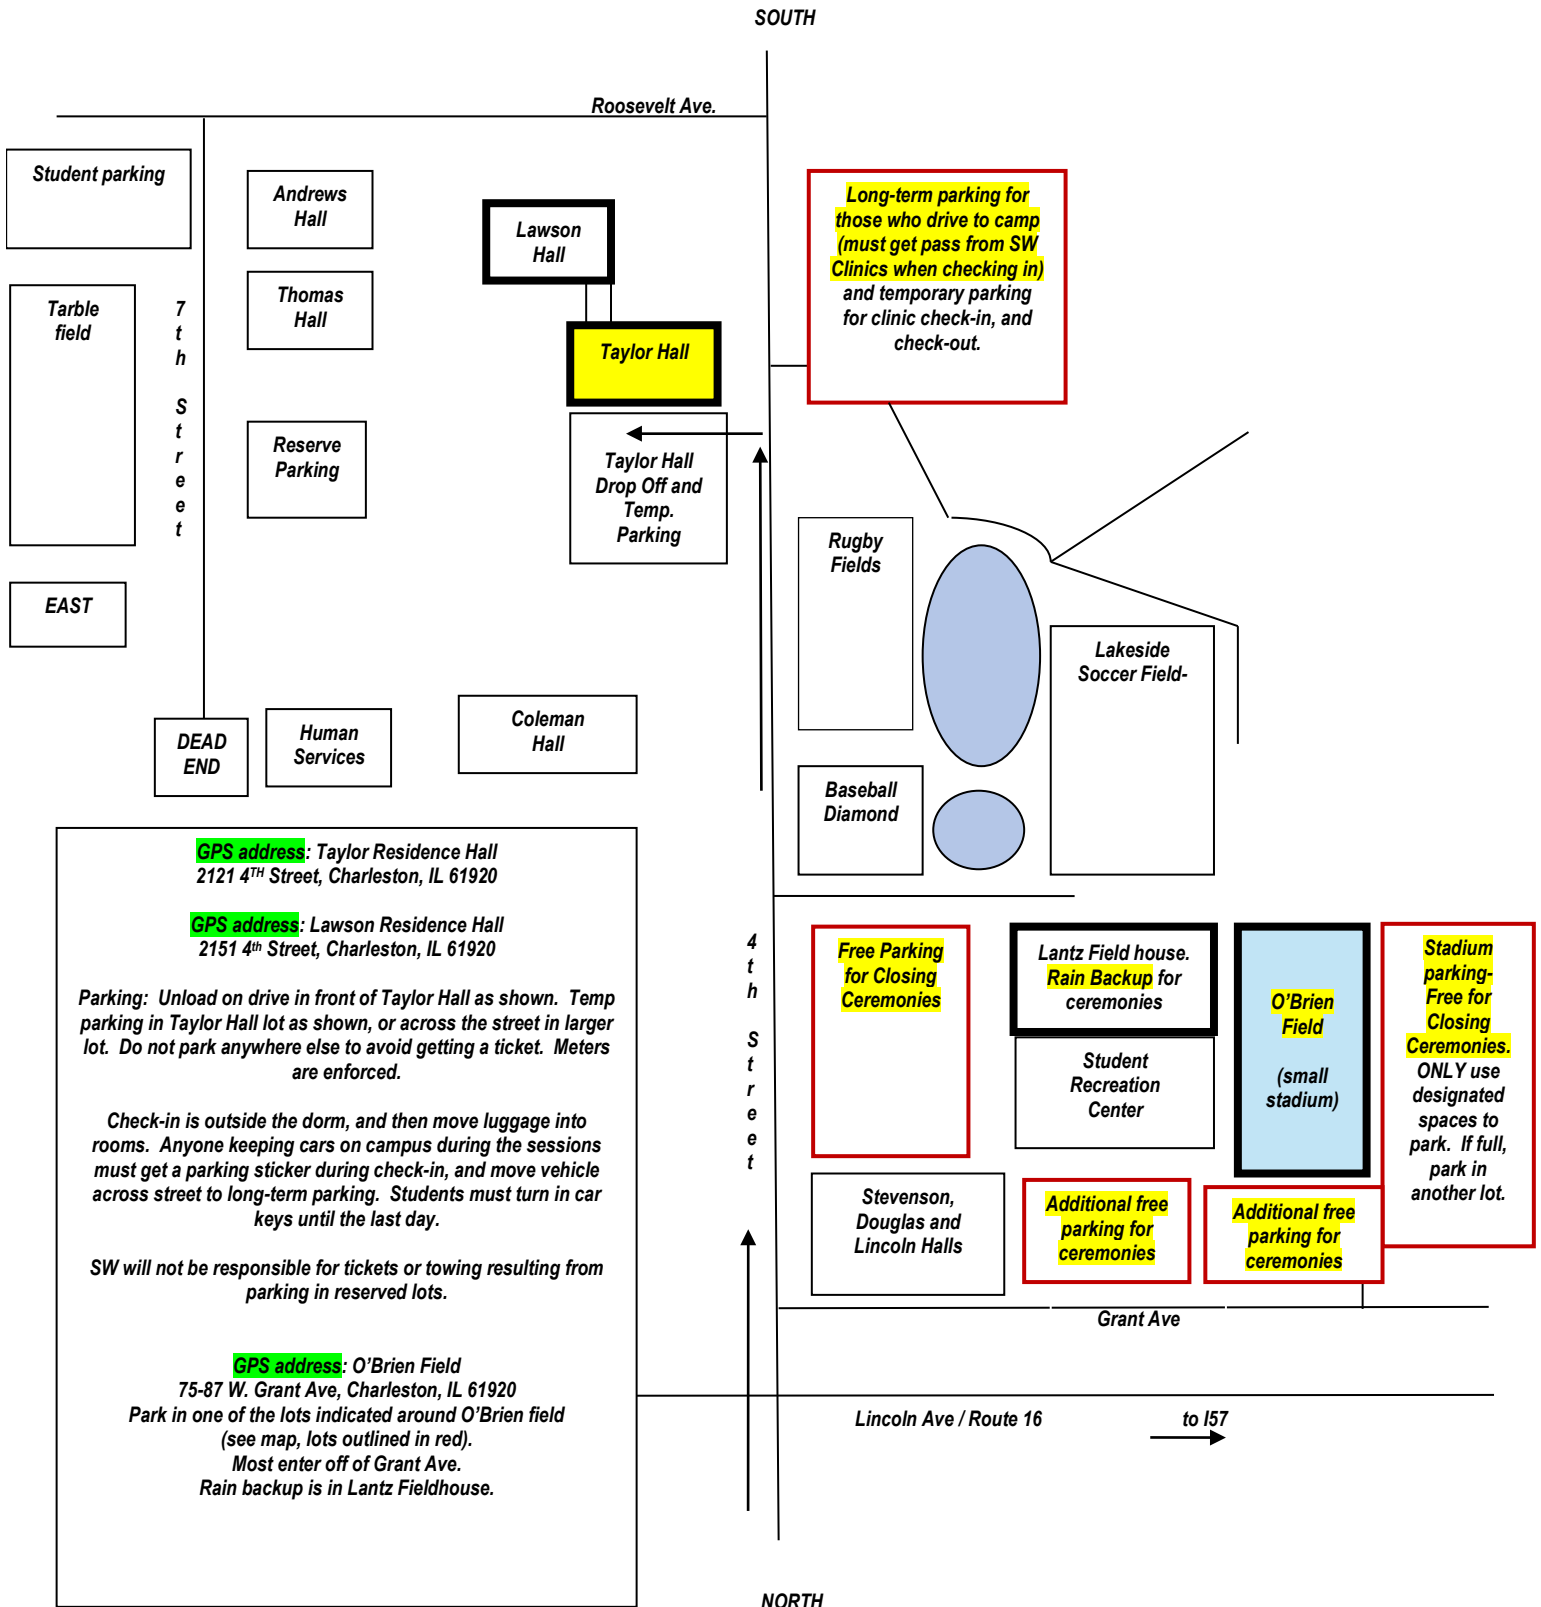 SOUTH
Roosevelt Ave.
Student parking
Andrews
Hall
Lawson
Hall
Long-term parking for
those who drive to camp
(must get pass from SW
Clinics when checking in)
and temporary parking
for clinic check-in, and
check-out.
Tarble
field
7
t
h
S
t
r
e
e
t
Thomas
Hall
Taylor Hall
Reserve
Parking
Taylor Hall
Drop Off and
Temp.
Parking
Rugby
Fields
EAST
Lakeside
Soccer Field-
DEAD
END
Human
Services
Coleman
Hall
Baseball
Diamond
GPS address: Taylor Residence Hall
2121 4TH Street, Charleston, IL 61920
GPS address: Lawson Residence Hall
2151 4th Street, Charleston, IL 61920
Parking: Unload on drive in front of Taylor Hall as shown. Temp
parking in Taylor Hall lot as shown, or across the street in larger
lot. Do not park anywhere else to avoid getting a ticket. Meters
are enforced.
Check-in is outside the dorm, and then move luggage into
rooms. Anyone keeping cars on campus during the sessions
must get a parking sticker during check-in, and move vehicle
across street to long-term parking. Students must turn in car
keys until the last day.
SW will not be responsible for tickets or towing resulting from
parking in reserved lots.
GPS address: O'Brien Field
75-87 W. Grant Ave, Charleston, IL 61920
Park in one of the lots indicated around O'Brien field
(see map, lots outlined in red).
Most enter off of Grant Ave.
Rain backup is in Lantz Fieldhouse.
4
t
h
S
t
r
e
e
t
Free Parking
for Closing
Ceremonies
Lantz Field house.
Rain Backup for
ceremonies
O'Brien
Field
(small
stadium)
Stadium
parking-
Free for
Closing
Ceremonies.
ONLY use
designated
spaces to
park. If full,
park in
another lot.
Student
Recreation
Center
Stevenson,
Douglas and
Lincoln Halls
Additional free
parking for
ceremonies
Additional free
parking for
ceremonies
Grant Ave
Lincoln Ave / Route 16
to I57
NORTH